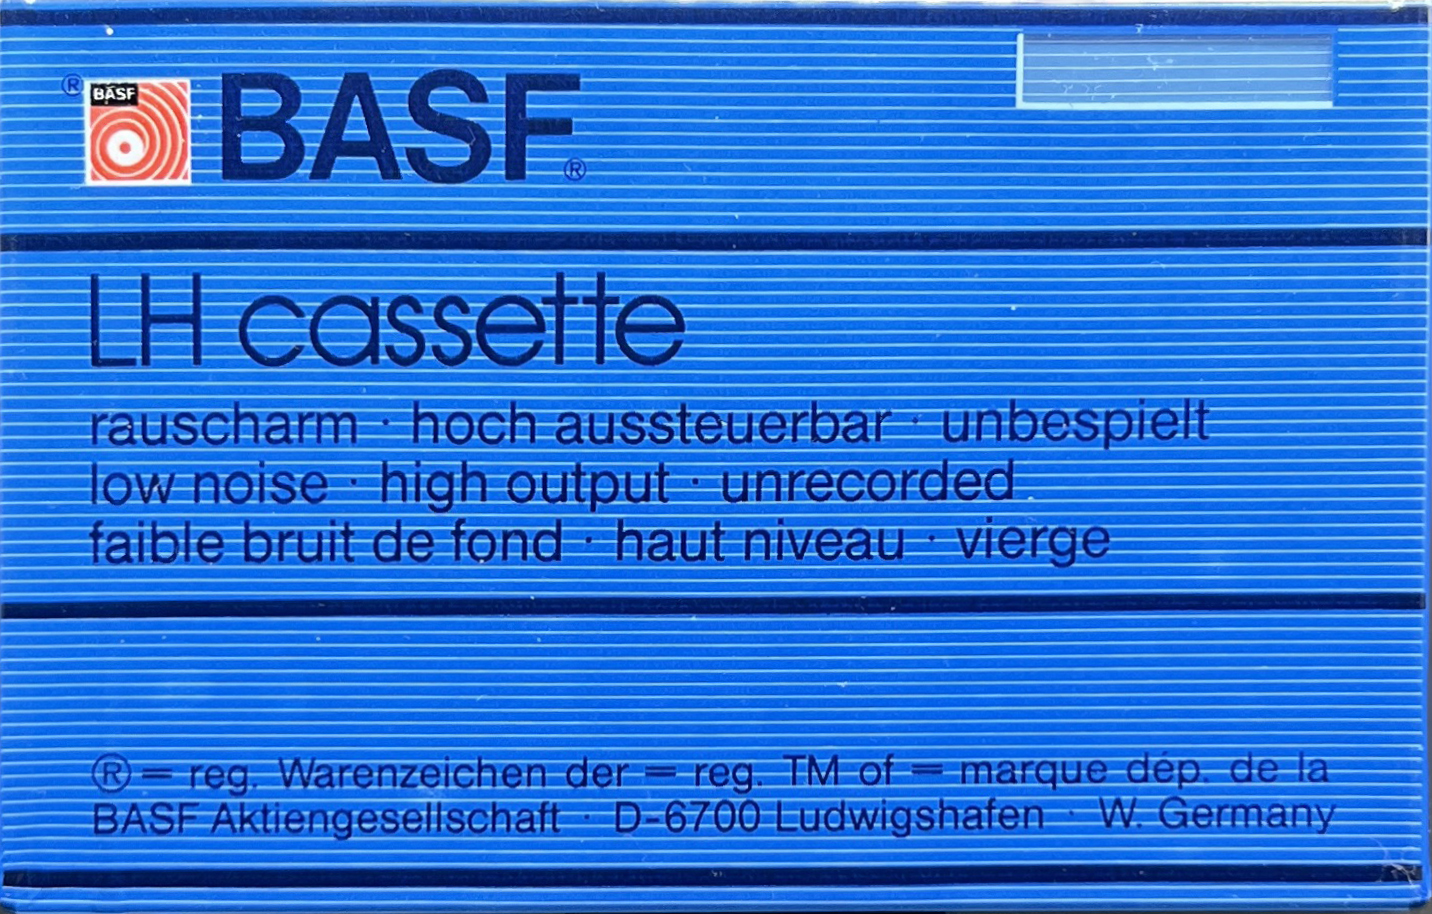 ® BASF BASF®
LH cassette
rauscharm · hoch aussteuerbar · unbespielt
low noise · high output · unrecorded
faible bruit de fond · haut niveau · vierge
® = reg. Warenzeichen der = reg. TM of = marque dép. de la
BASF Aktiengesellschaft · D-6700 Ludwigshafen · W. Germany